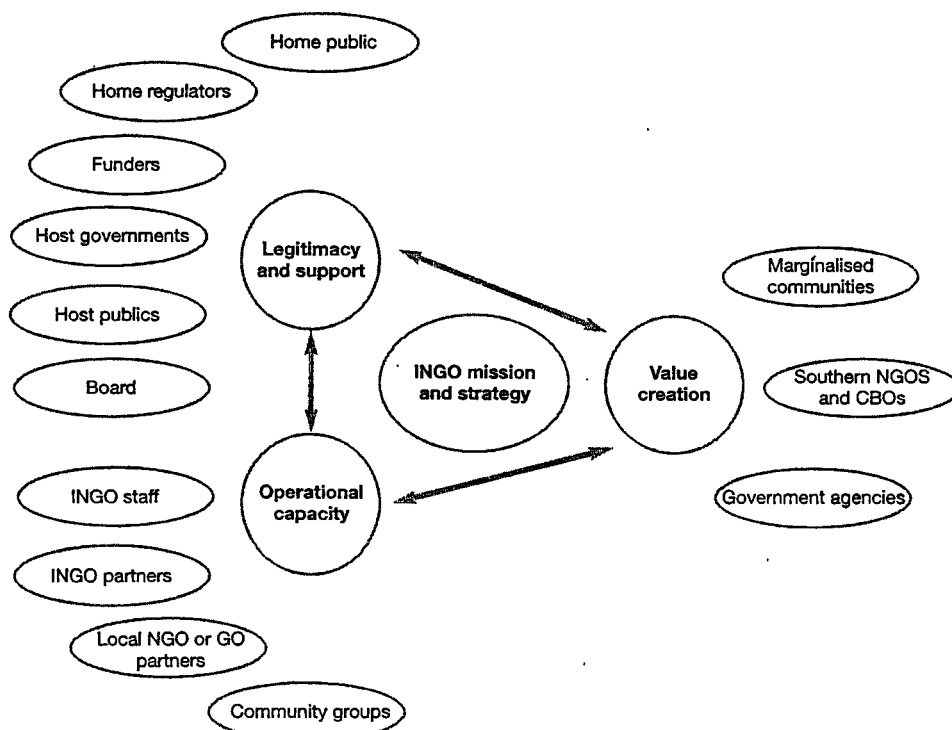 Home public
Home regulators
Funders
Host governments
Host publics
Board
Legitimacy
and support
INGO mission
and strategy
Value
creation
Marginalised
communities
Southern NGOS
and CBOs
Government agencies
INGO staff
Operational
capacity
INGO partners
Local NGO or GO
partners
Community groups